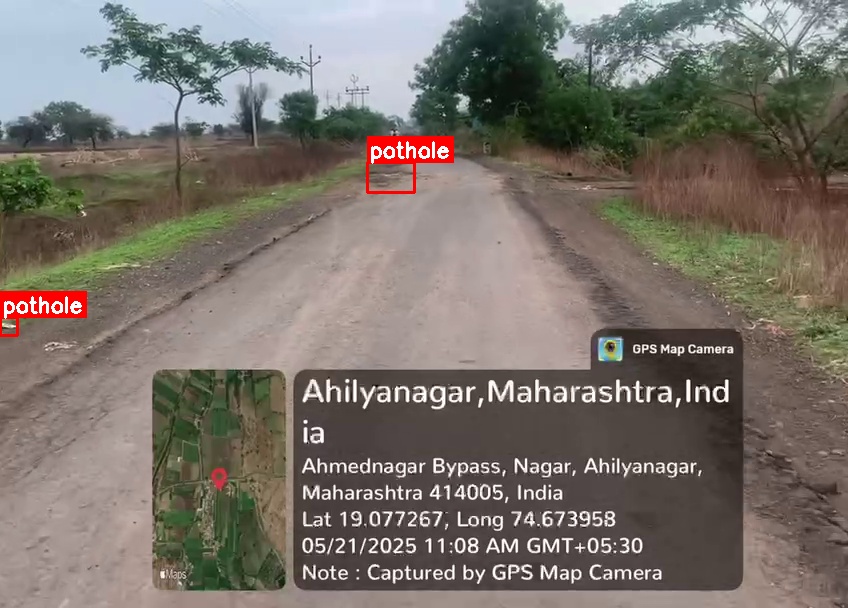 pothole
pothole
GPS Map Camera
Ahilyanagar,Maharashtra,Ind
ia
Ahmednagar Bypass, Nagar, Ahilyanagar,
Maharashtra 414005, India
Lat 19.077267, Long 74.673958
05/21/2025 11:08 AM GMT+05:30
Note : Captured by GPS Map Camera
Maps